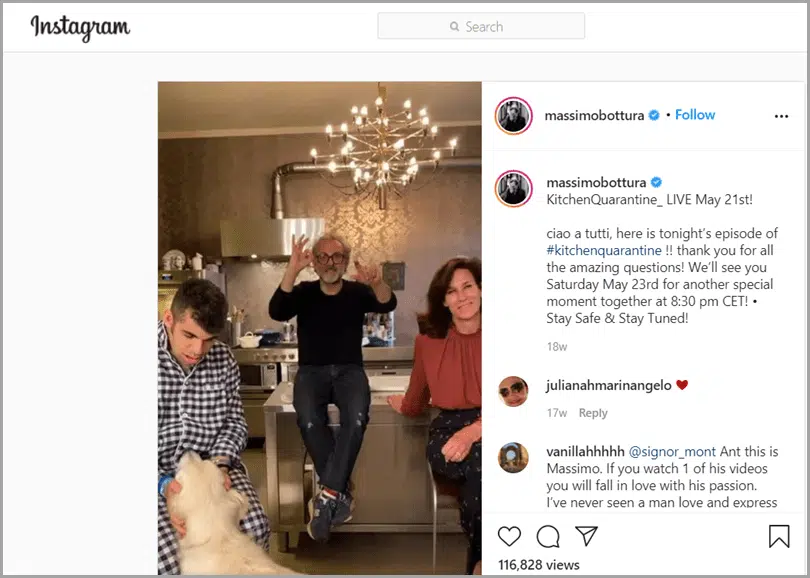 Instagram
Search
massimobottura • Follow
massimobottura
KitchenQuarantine_ LIVE May 21st!
ciao a tutti, here is tonight's episode of
#kitchenquarantine !! thank you for all
the amazing questions! We'll see you
Saturday May 23rd for another special
moment together at 8:30 pm CET! •
Stay Safe & Stay Tuned!
18w
julianahmarinangelo ❤
17w Reply
vanillahhhhh @signor_mont Ant this is
Massimo. If you watch 1 of his videos
you will fall in love with his passion.
I've never seen a man love and express
116,828 views